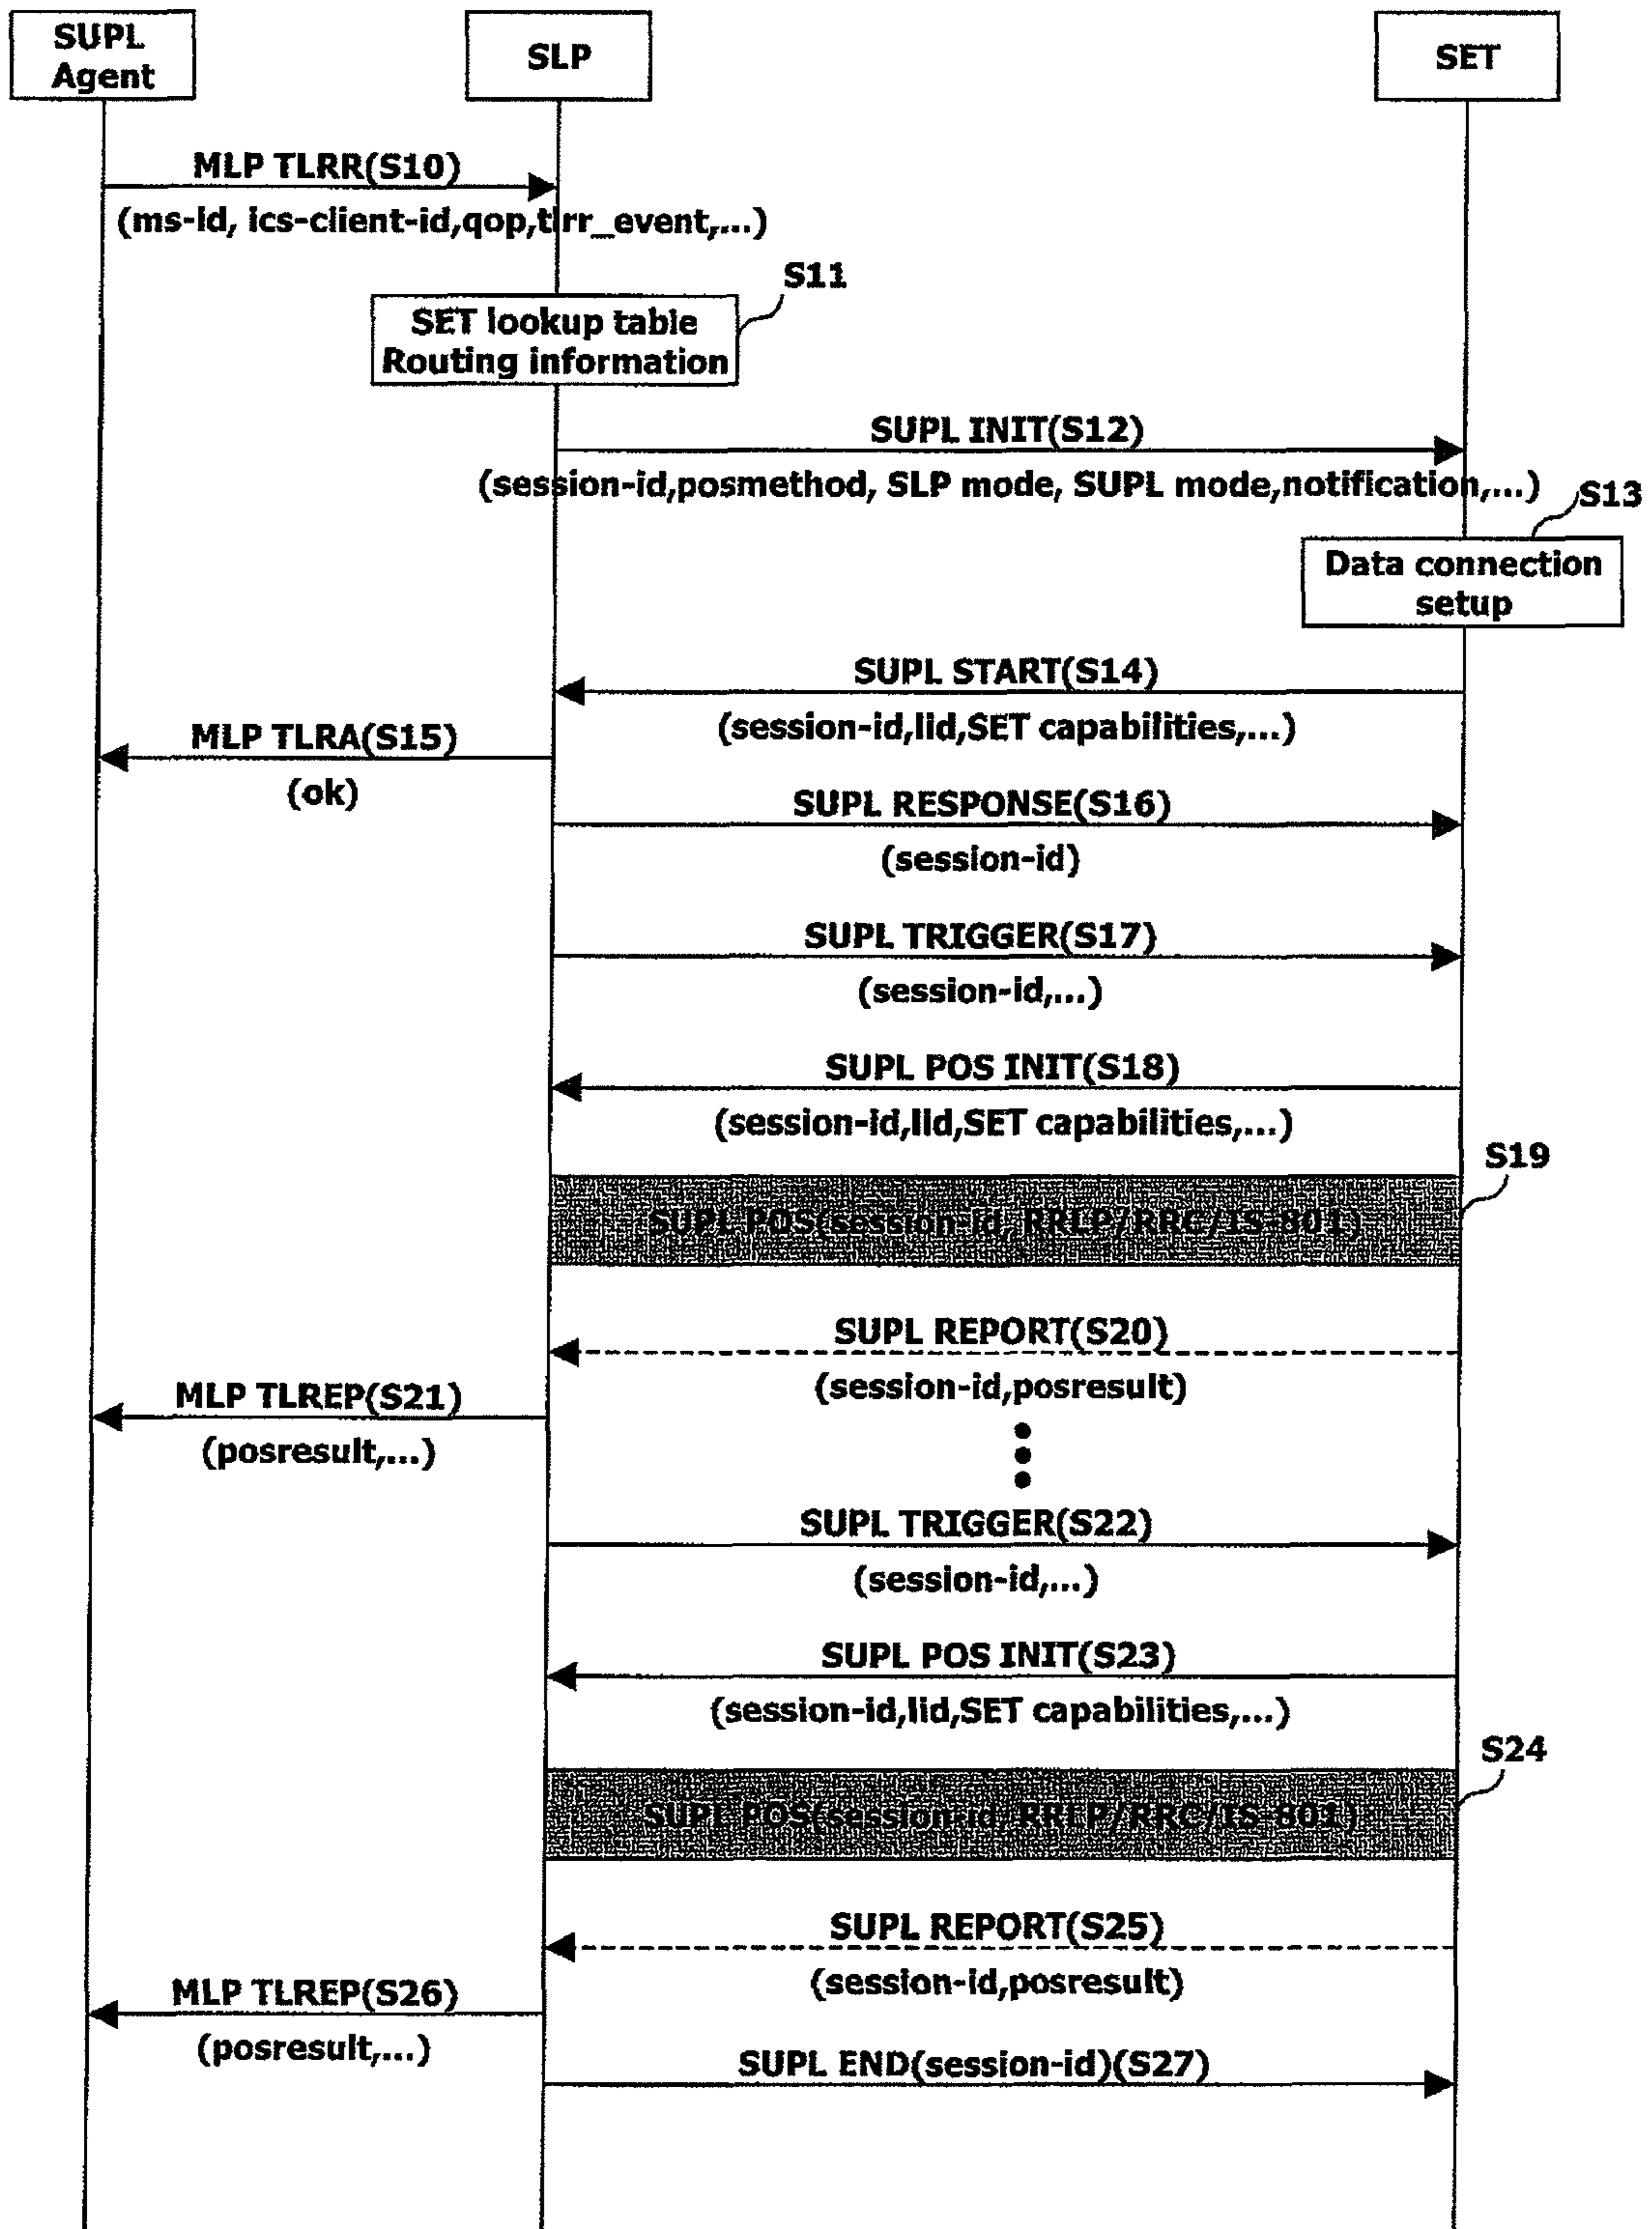 SUPL
Agent
SLP
SET
MLP TLRR(S10)
(ms-id, lcs-client-id,qop,tlrr_event,...)
S11
SET lookup table
Routing information
SUPL INIT(S12)
(session-id,posmethod, SLP mode, SUPL mode,notification,...)
S13
Data connection
setup
SUPL START(S14)
(session-id,lid,SET capabilities,...)
MLP TLRA(S15)
(ok)
SUPL RESPONSE(S16)
(session-id)
SUPL TRIGGER(S17)
(session-id,...)
SUPL POS INIT(S18)
(session-id,lid,SET capabilities,...)
S19
SUPL POS(session-id, RRLP/RRC/IS-801)
SUPL REPORT(S20)
(session-id,posresult)
MLP TLREP(S21)
(posresult,...)
SUPL TRIGGER(S22)
(session-id,...)
SUPL POS INIT(S23)
(session-id,lid,SET capabilities,...)
S24
SUPL POS(session-id, RRLP/RRC/IS-801)
SUPL REPORT(S25)
(session-id,posresult)
MLP TLREP(S26)
(posresult,...)
SUPL END(session-id)(S27)